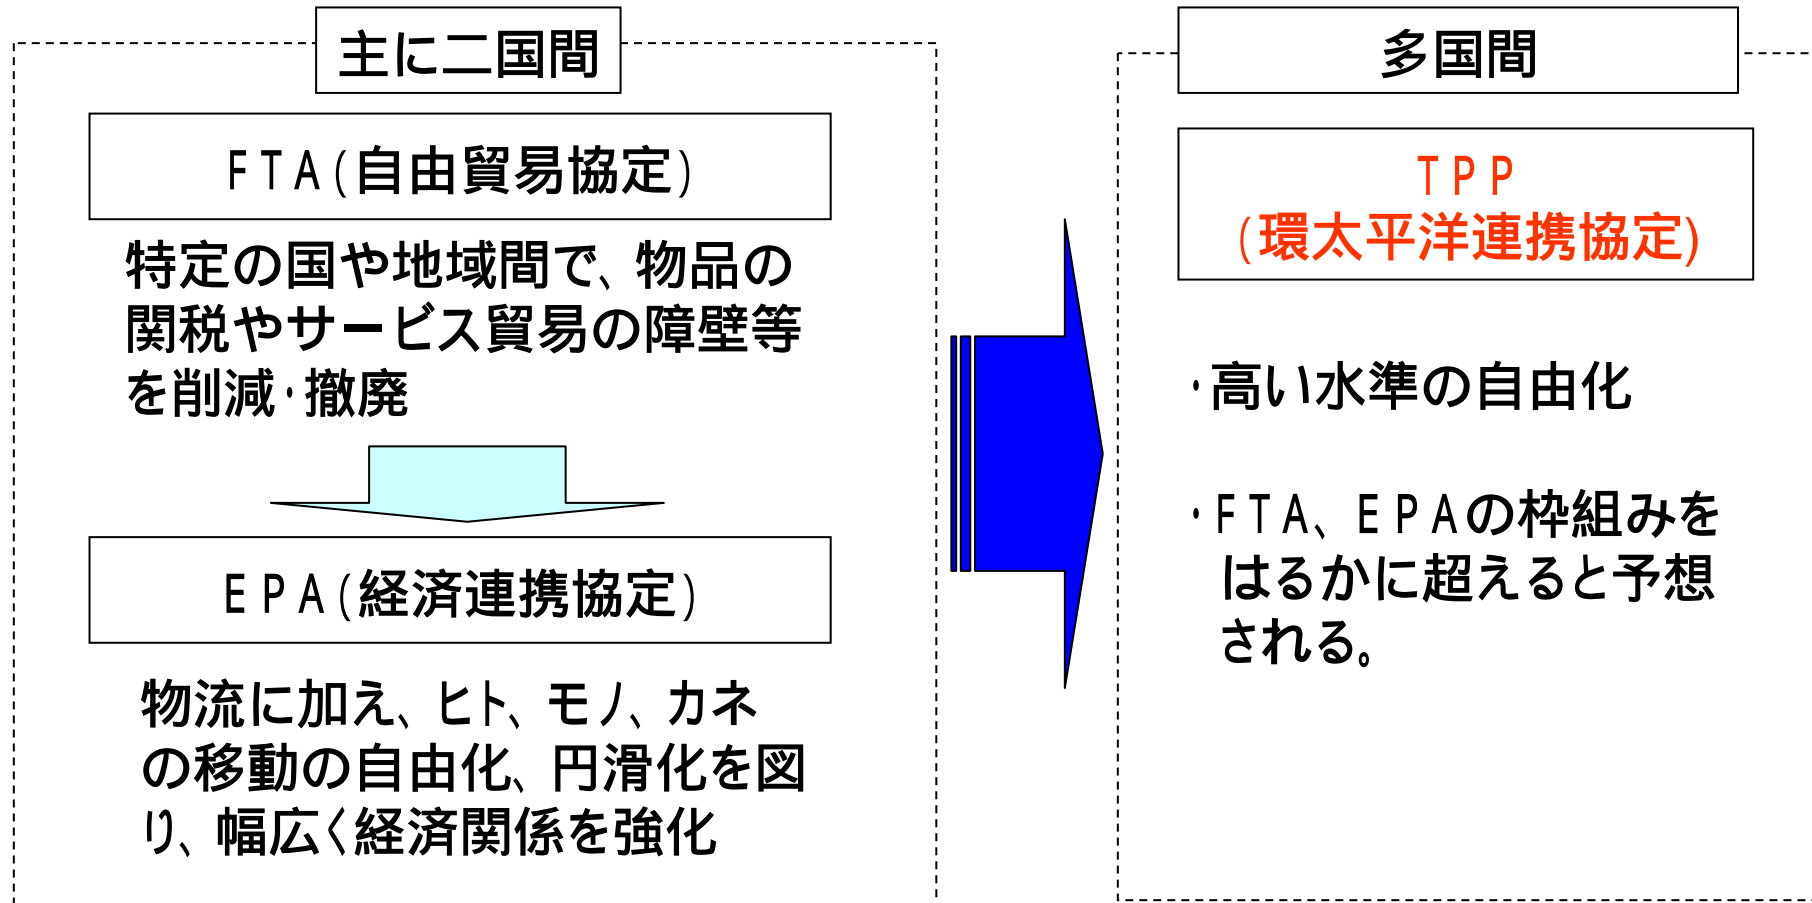 主に二国間
FTA(自由貿易協定)
特定の国や地域間で、物品の
関税やサービス貿易の障壁等
を削減・撤廃
EPA(経済連携協定)
物流に加え、ヒト、モノ、カネ
の移動の自由化、円滑化を図
り、幅広く経済関係を強化
多国間
TPP
(環太平洋連携協定)
・高い水準の自由化
・FTA、EPAの枠組みを
はるかに超えると予想
される。